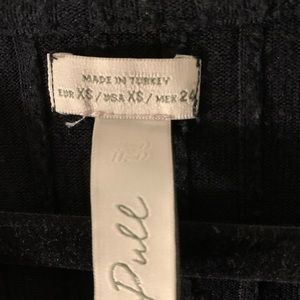 MADE IN TURKEY
EUR XS / USA XS / MEX 24
Pull